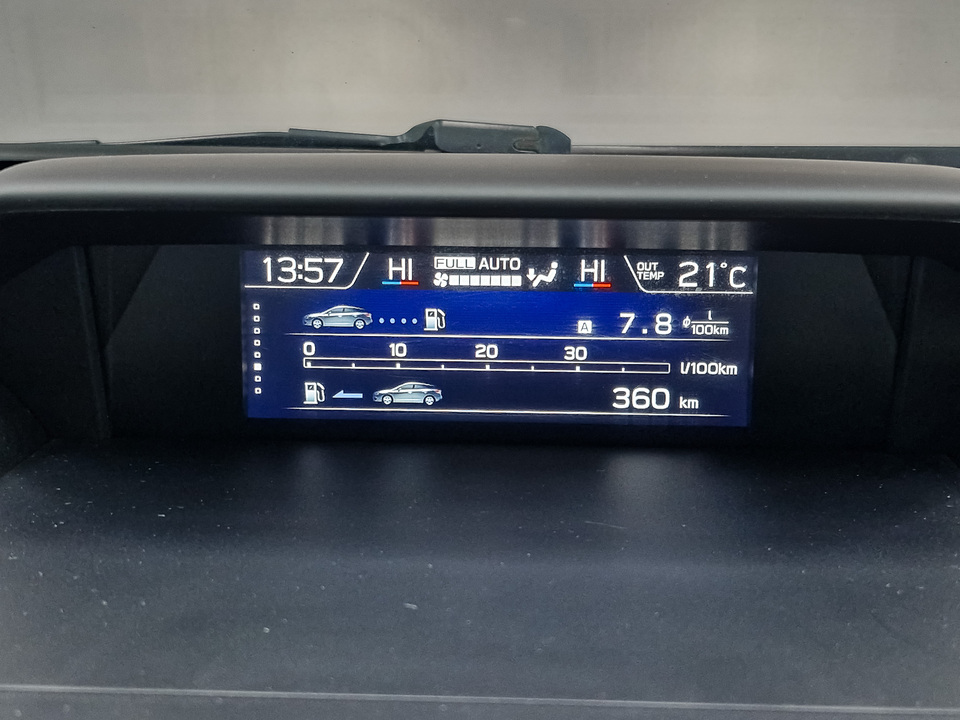 13:57 HI FULL AUTO HI OUT TEMP 21°C
A 7.8 ϕ l/100km
0 10 20 30
l/100km
360 km